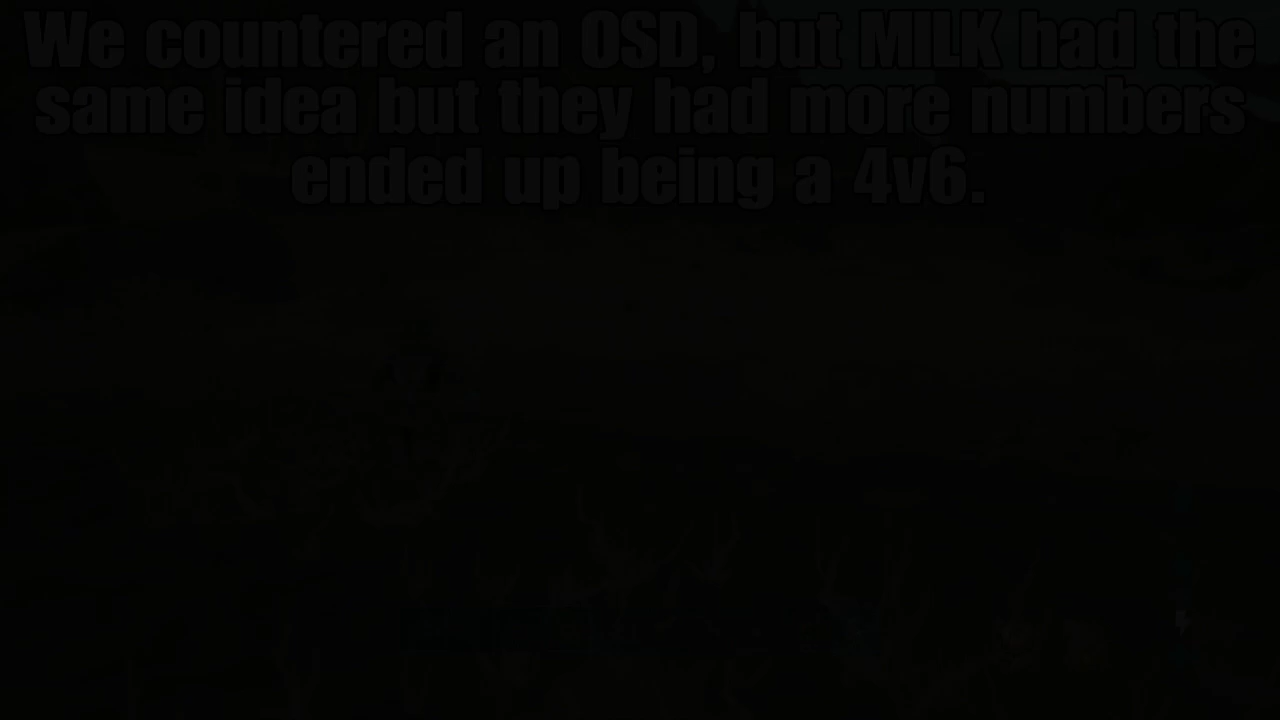 We countered an OSD, but MILK had the
same idea but they had more numbers
ended up being a 4v6.